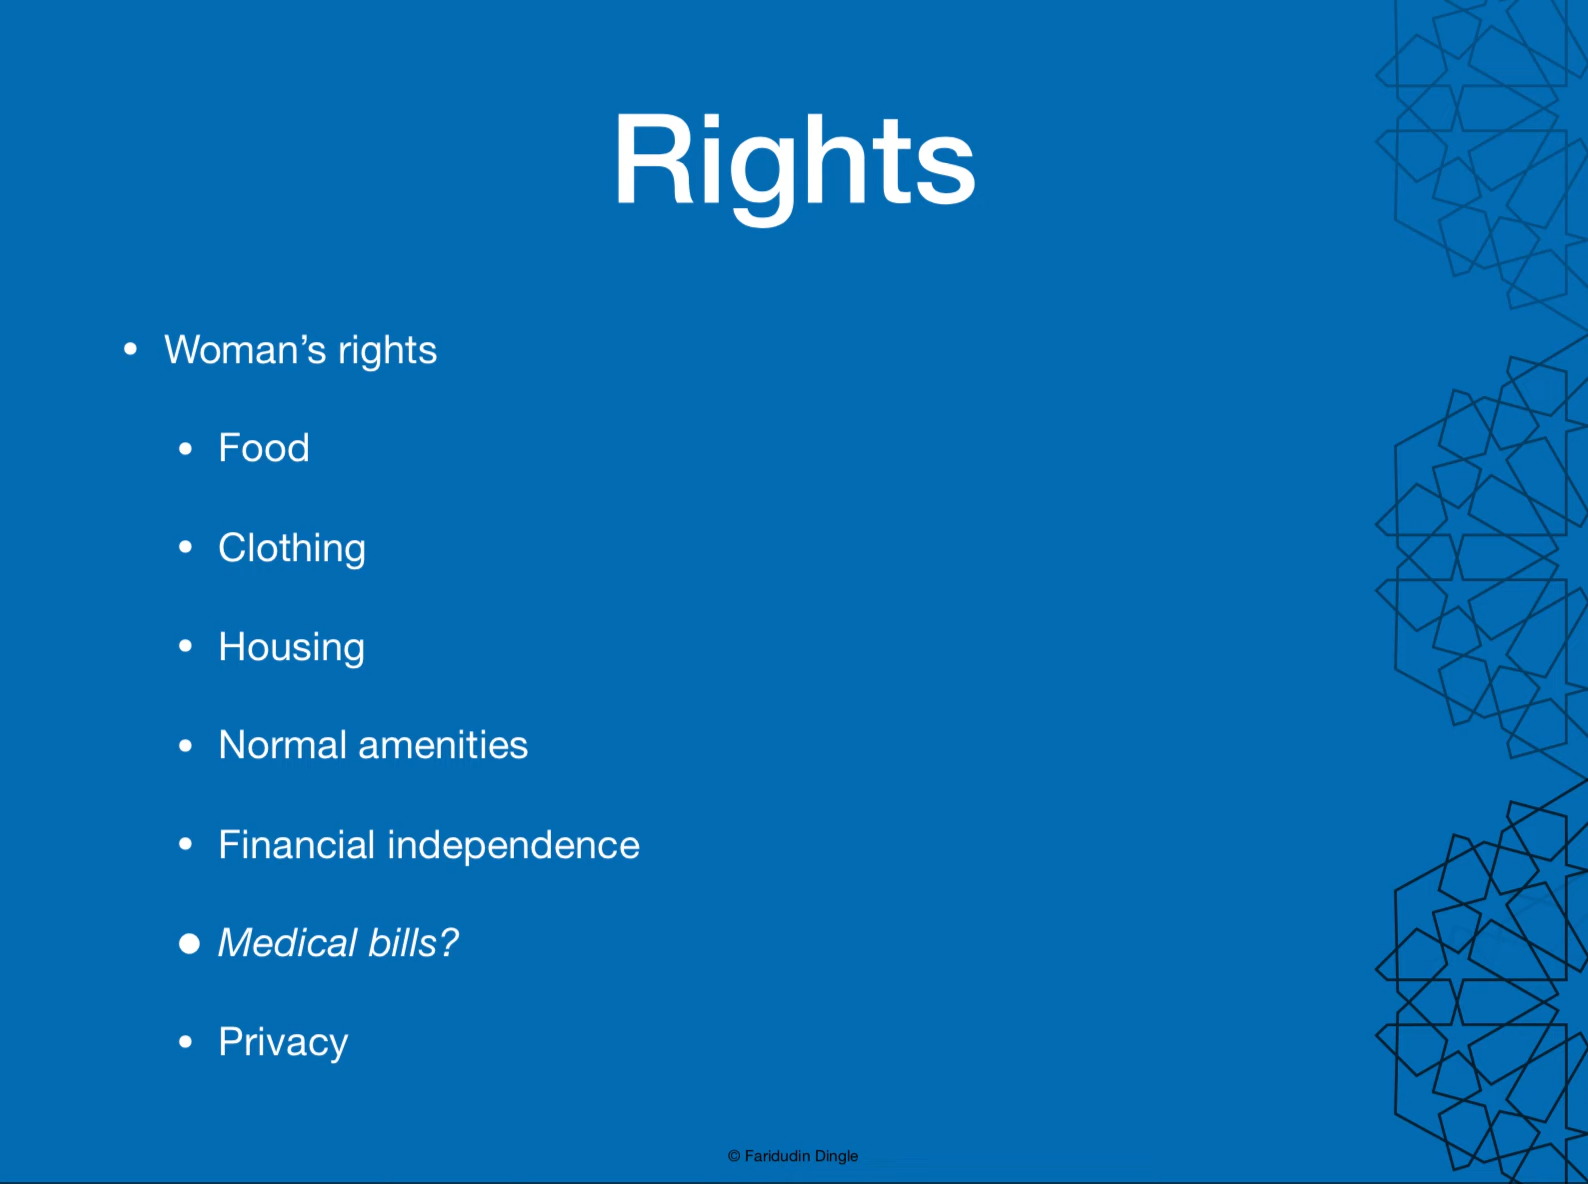 Rights
• Woman’s rights
• Food
• Clothing
• Housing
• Normal amenities
• Financial independence
• Medical bills?
• Privacy
© Faridudin Dingle